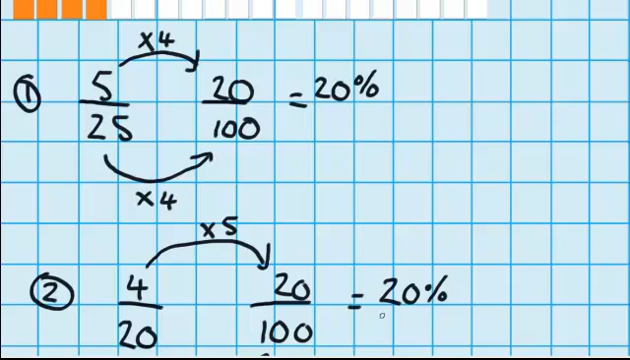 ×4
① 5/25 20/100 = 20%
×4
×5
② 4/20 20/100 = 20%